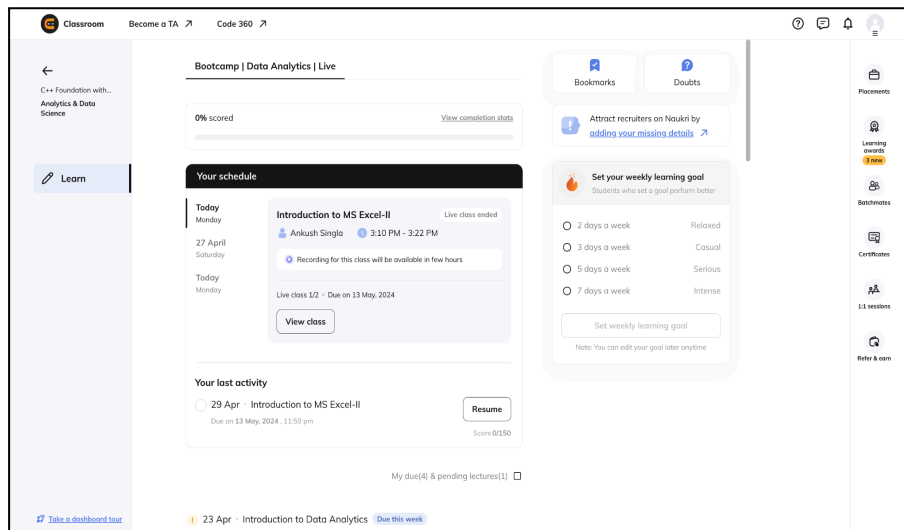 Classroom
Become a TA
Code 360
C++ Foundation with...
Analytics & Data
Science
Learn
Take a dashboard tour
Bootcamp | Data Analytics | Live
0% scored
View completion stats
Your schedule
Today
Monday
27 April
Saturday
Today
Monday
Introduction to MS Excel-II
Live class ended
Ankush Singla
3:10 PM - 3:22 PM
Recording for this class will be available in few hours
Live class 1/2 • Due on 13 May, 2024
View class
Your last activity
29 Apr • Introduction to MS Excel-II
Due on 13 May, 2024 . 11:59 pm
Resume
Score 0/150
My due(4) & pending lectures(1)
23 Apr • Introduction to Data Analytics
Due this week
Bookmarks
Doubts
Attract recruiters on Naukri by
adding your missing details
Set your weekly learning goal
Students who set a goal perform better
2 days a week Relaxed
3 days a week Casual
5 days a week Serious
7 days a week Intense
Set weekly learning goal
Note: You can edit your goal later anytime
Placements
Learning
awards
3 new
Batchmates
Certificates
1:1 sessions
Refer & earn